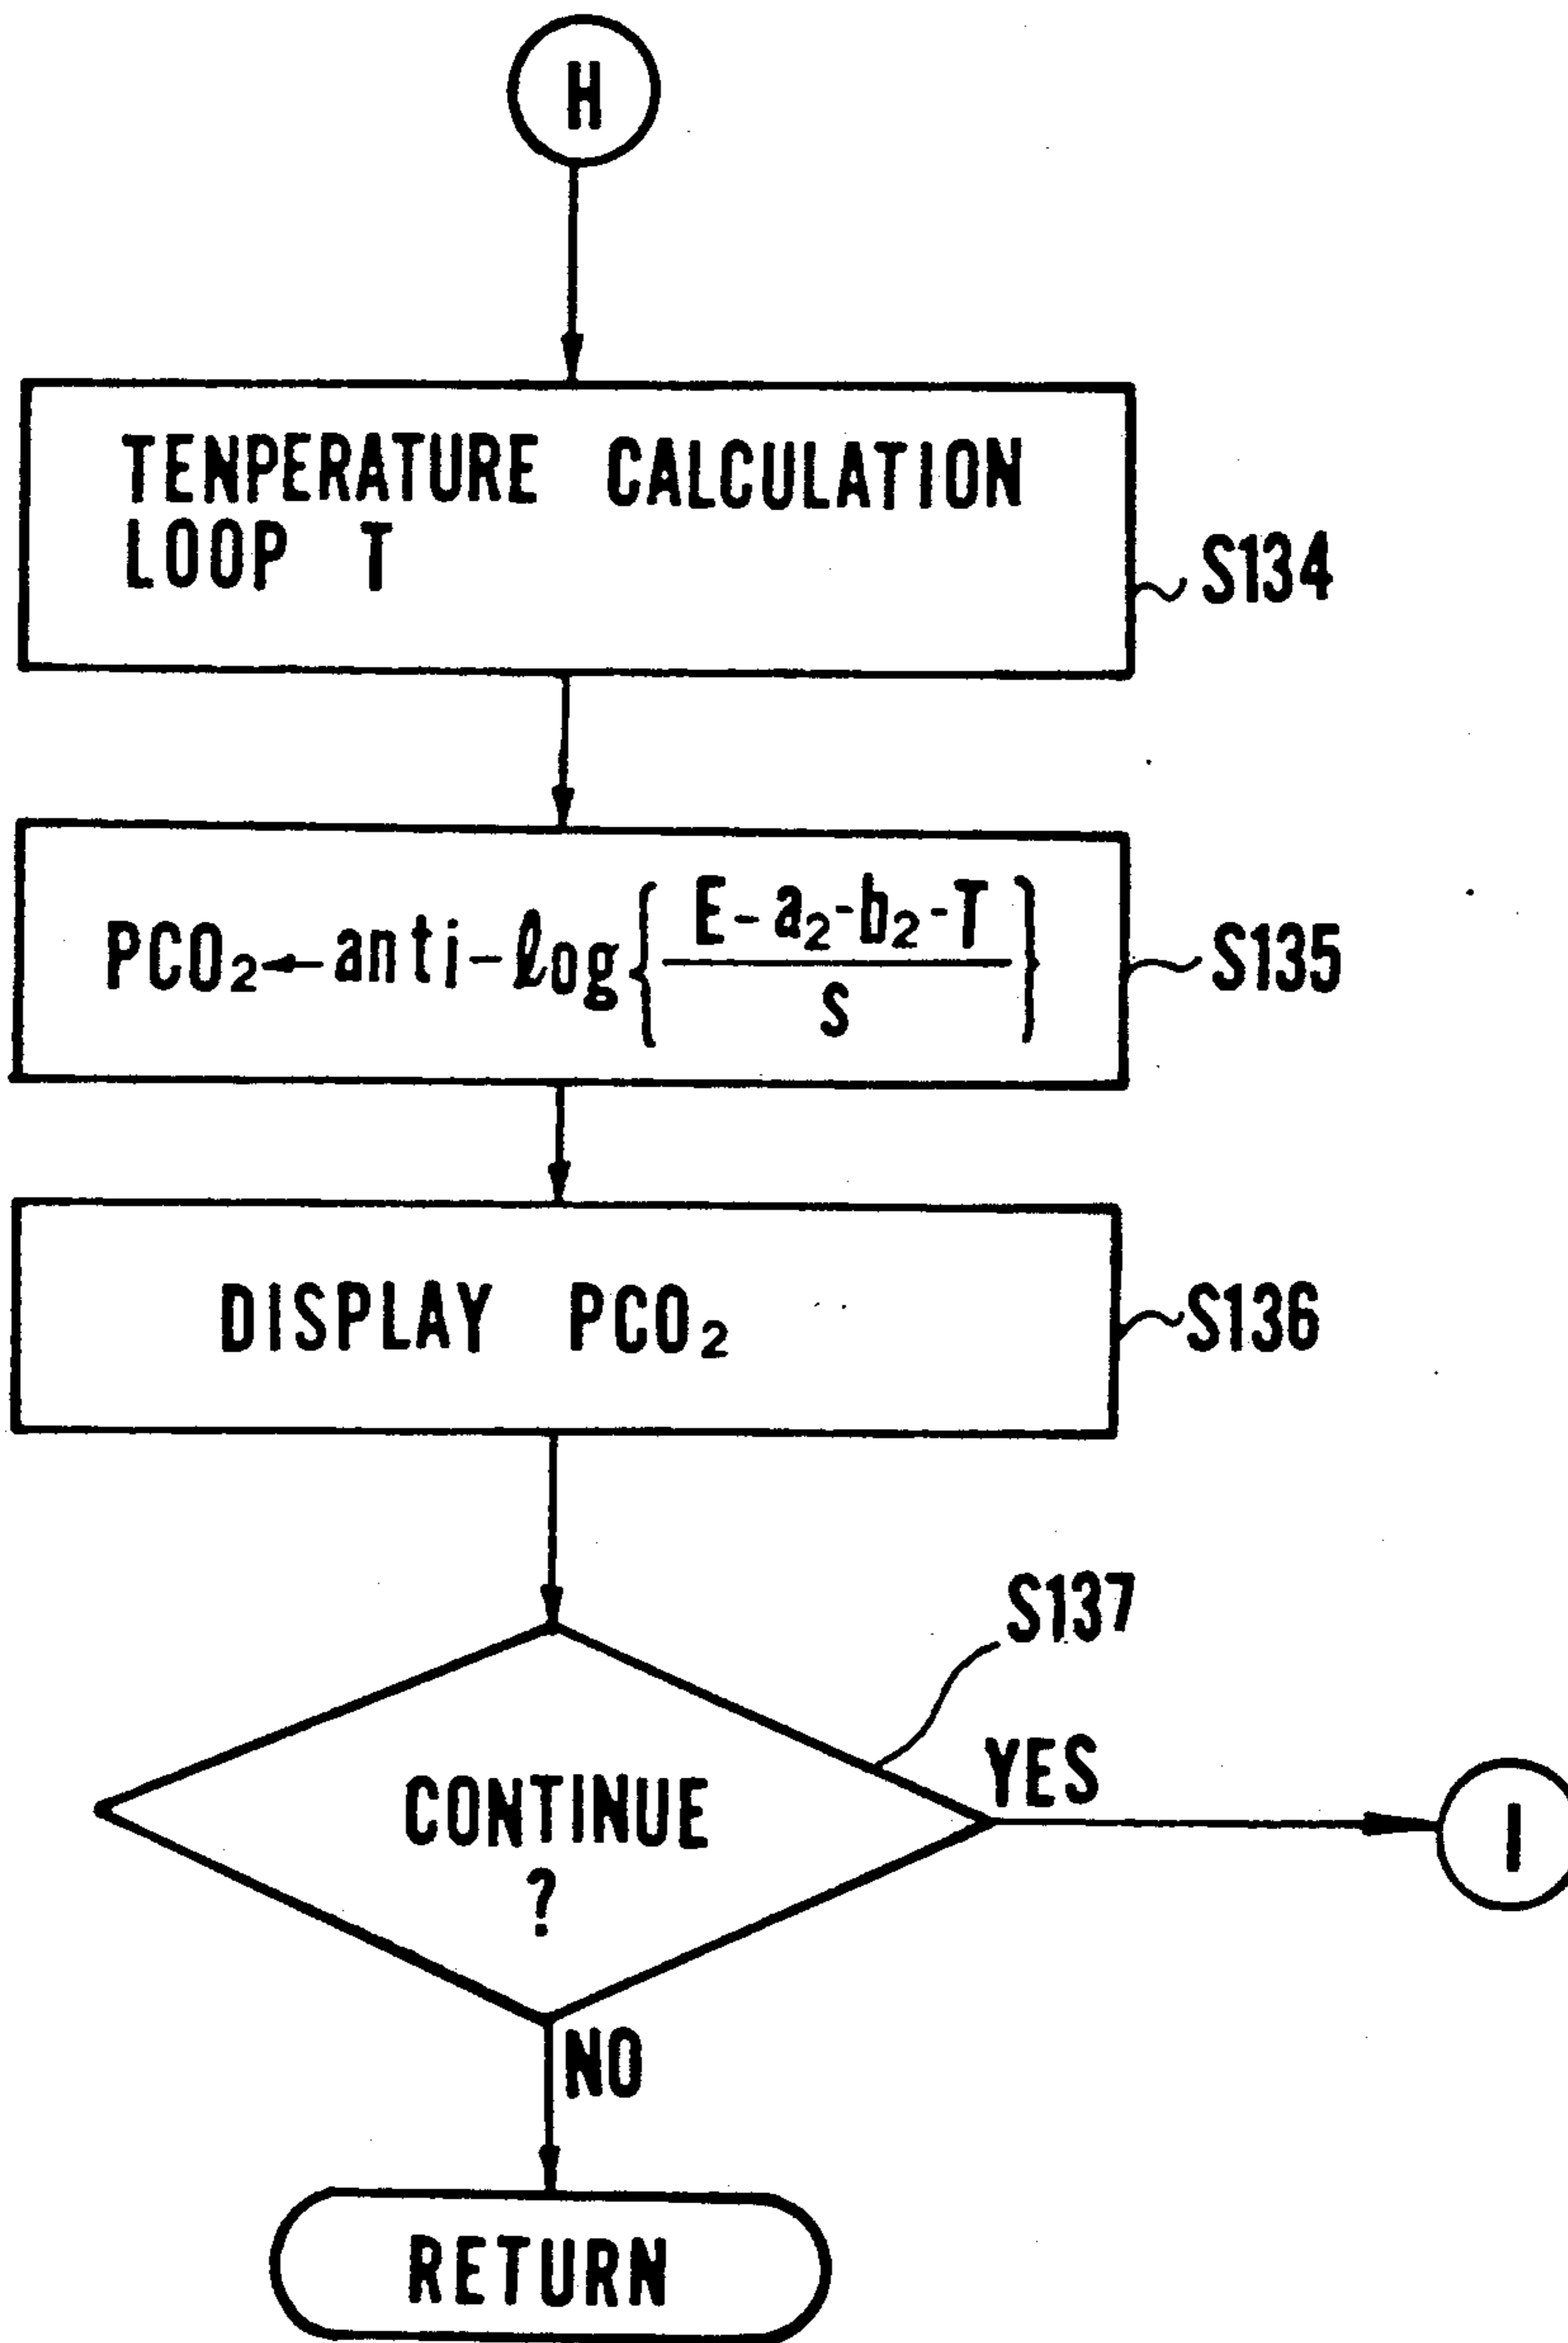 H
TENPERATURE CALCULATION
LOOP T
S134
PCO₂←anti-log{(E-a₂-b₂-T)/s}
S135
DISPLAY PCO₂
S136
S137
YES
CONTINUE
?
I
NO
RETURN